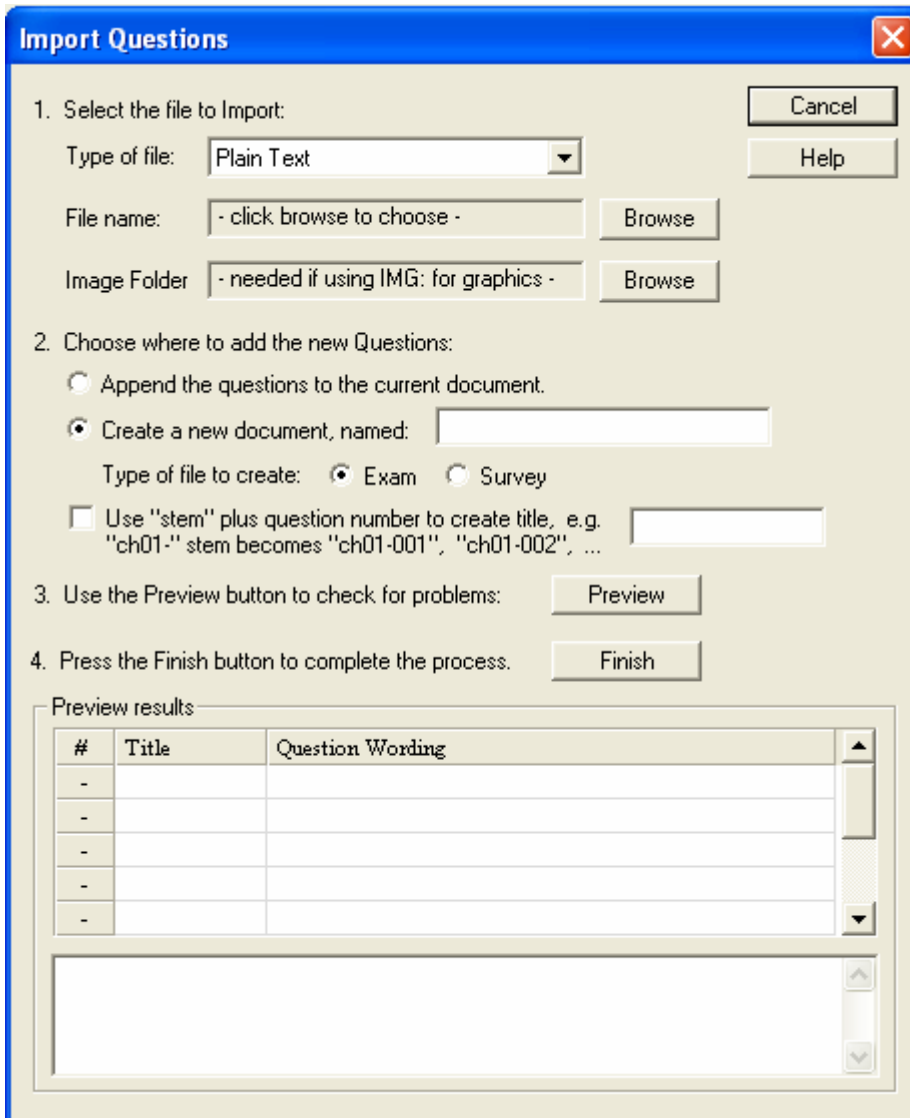 Import Questions
1. Select the file to Import:
Cancel
Type of file:
Plain Text
Help
File name:
- click browse to choose -
Browse
Image Folder
- needed if using IMG: for graphics -
Browse
2. Choose where to add the new Questions:
Append the questions to the current document.
Create a new document, named:
Type of file to create:
Exam
Survey
Use "stem" plus question number to create title, e.g.
"ch01-" stem becomes "ch01-001", "ch01-002", ...
3. Use the Preview button to check for problems:
Preview
4. Press the Finish button to complete the process.
Finish
Preview results
# Title Question Wording
-
-
-
-
-